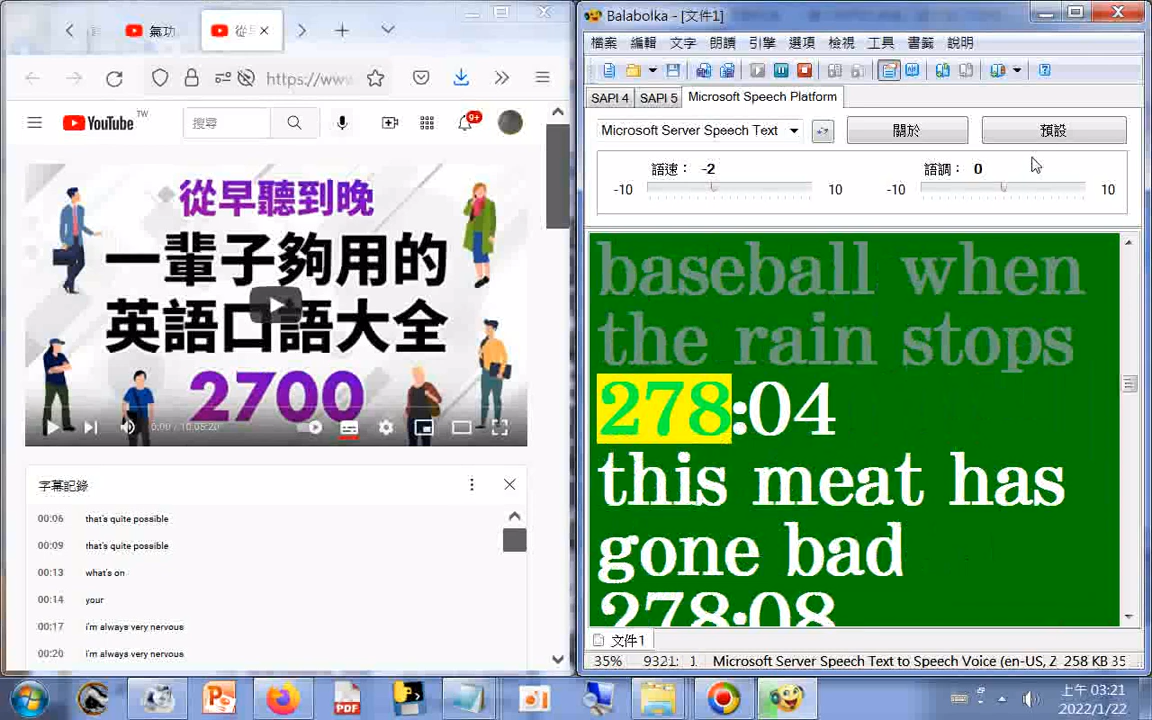 氣功
從
https://www
YouTube TW
搜尋
9+
從早聽到晚
一輩子夠用的
英語口語大全
2700
0:00 / 10:05:20
字幕記錄
00:06 that's quite possible
00:09 that's quite possible
00:13 what's on
00:14 your
00:17 i'm always very nervous
00:20 i'm always very nervous
Balabolka - [文件1]
檔案 編輯 文字 朗讀 引擎 選項 檢視 工具 書籤 說明
SAPI 4 SAPI 5 Microsoft Speech Platform
Microsoft Server Speech Text
關於
預設
語速： -2
-10 10
語調： 0
-10 10
baseball when
the rain stops
278:04
this meat has
gone bad
278:08
文件1
35% 9321: 1 Microsoft Server Speech Text to Speech Voice (en-US, Z 258 KB 35
PDF
上午 03:21
2022/1/22